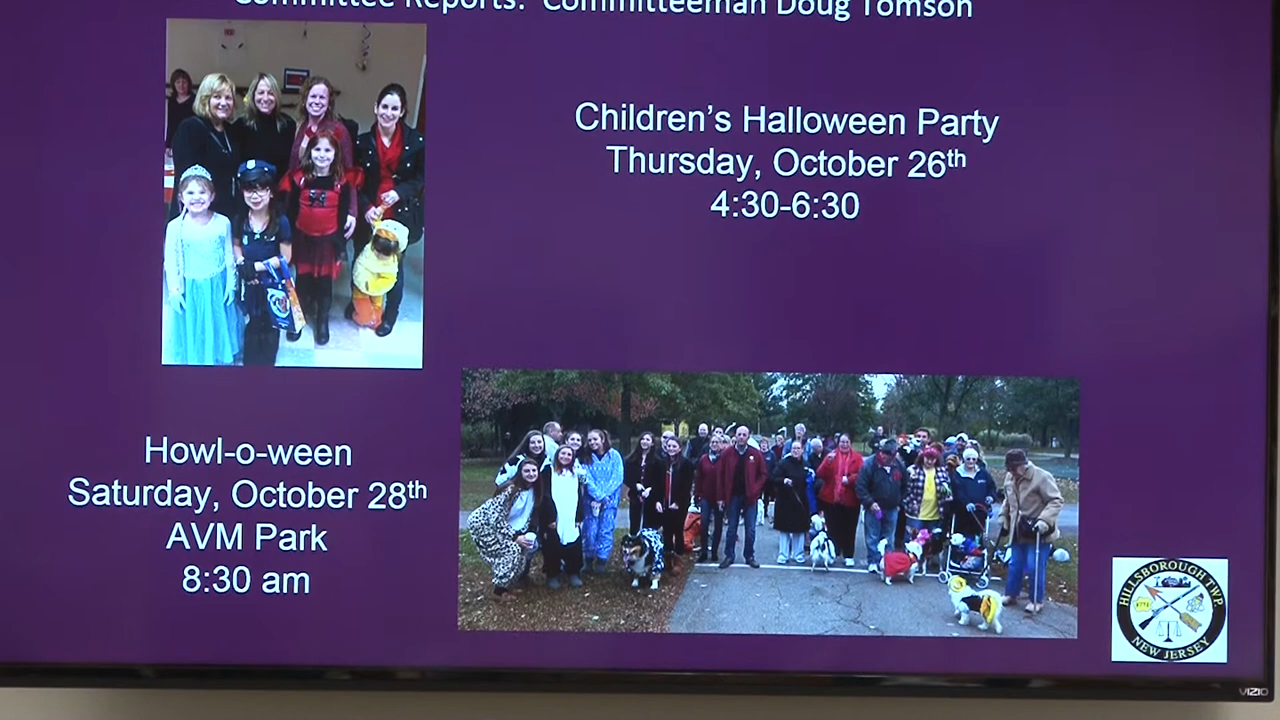 Committee Reports: Committeeman Doug Tomson
Children's Halloween Party
Thursday, October 26th
4:30-6:30
Howl-o-ween
Saturday, October 28th
AVM Park
8:30 am
HILLSBOROUGH TWP.
1771
NEW JERSEY
VIZIO